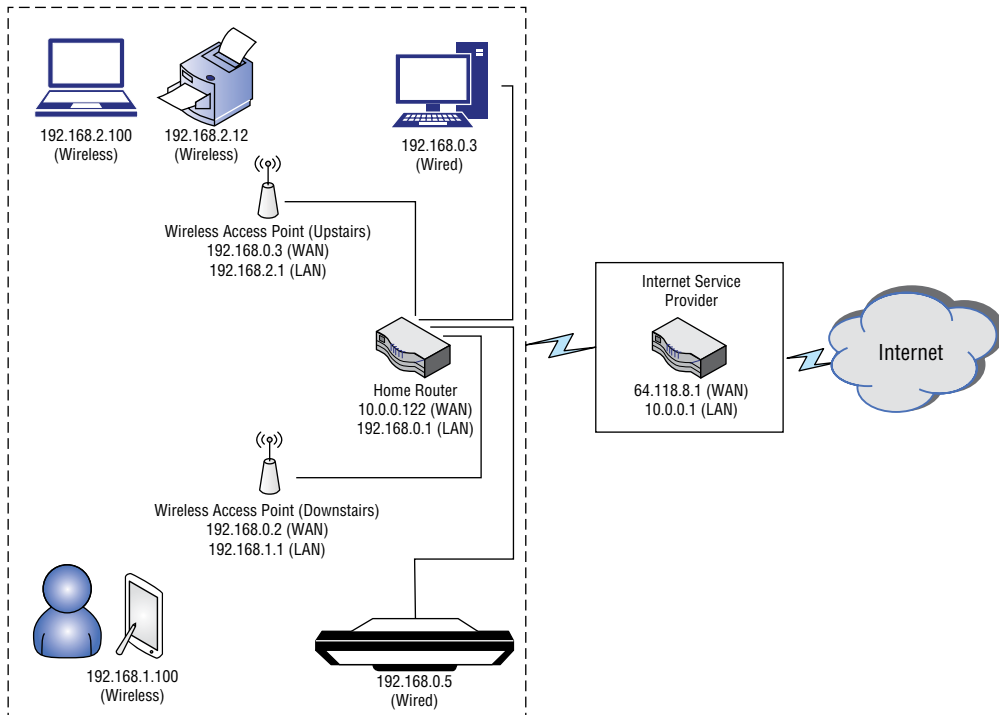 192.168.2.100
(Wireless)
192.168.2.12
(Wireless)
192.168.0.3
(Wired)
Wireless Access Point (Upstairs)
192.168.0.3 (WAN)
192.168.2.1 (LAN)
Internet Service
Provider
64.118.8.1 (WAN)
10.0.0.1 (LAN)
Internet
Home Router
10.0.0.122 (WAN)
192.168.0.1 (LAN)
Wireless Access Point (Downstairs)
192.168.0.2 (WAN)
192.168.1.1 (LAN)
192.168.1.100
(Wireless)
192.168.0.5
(Wired)